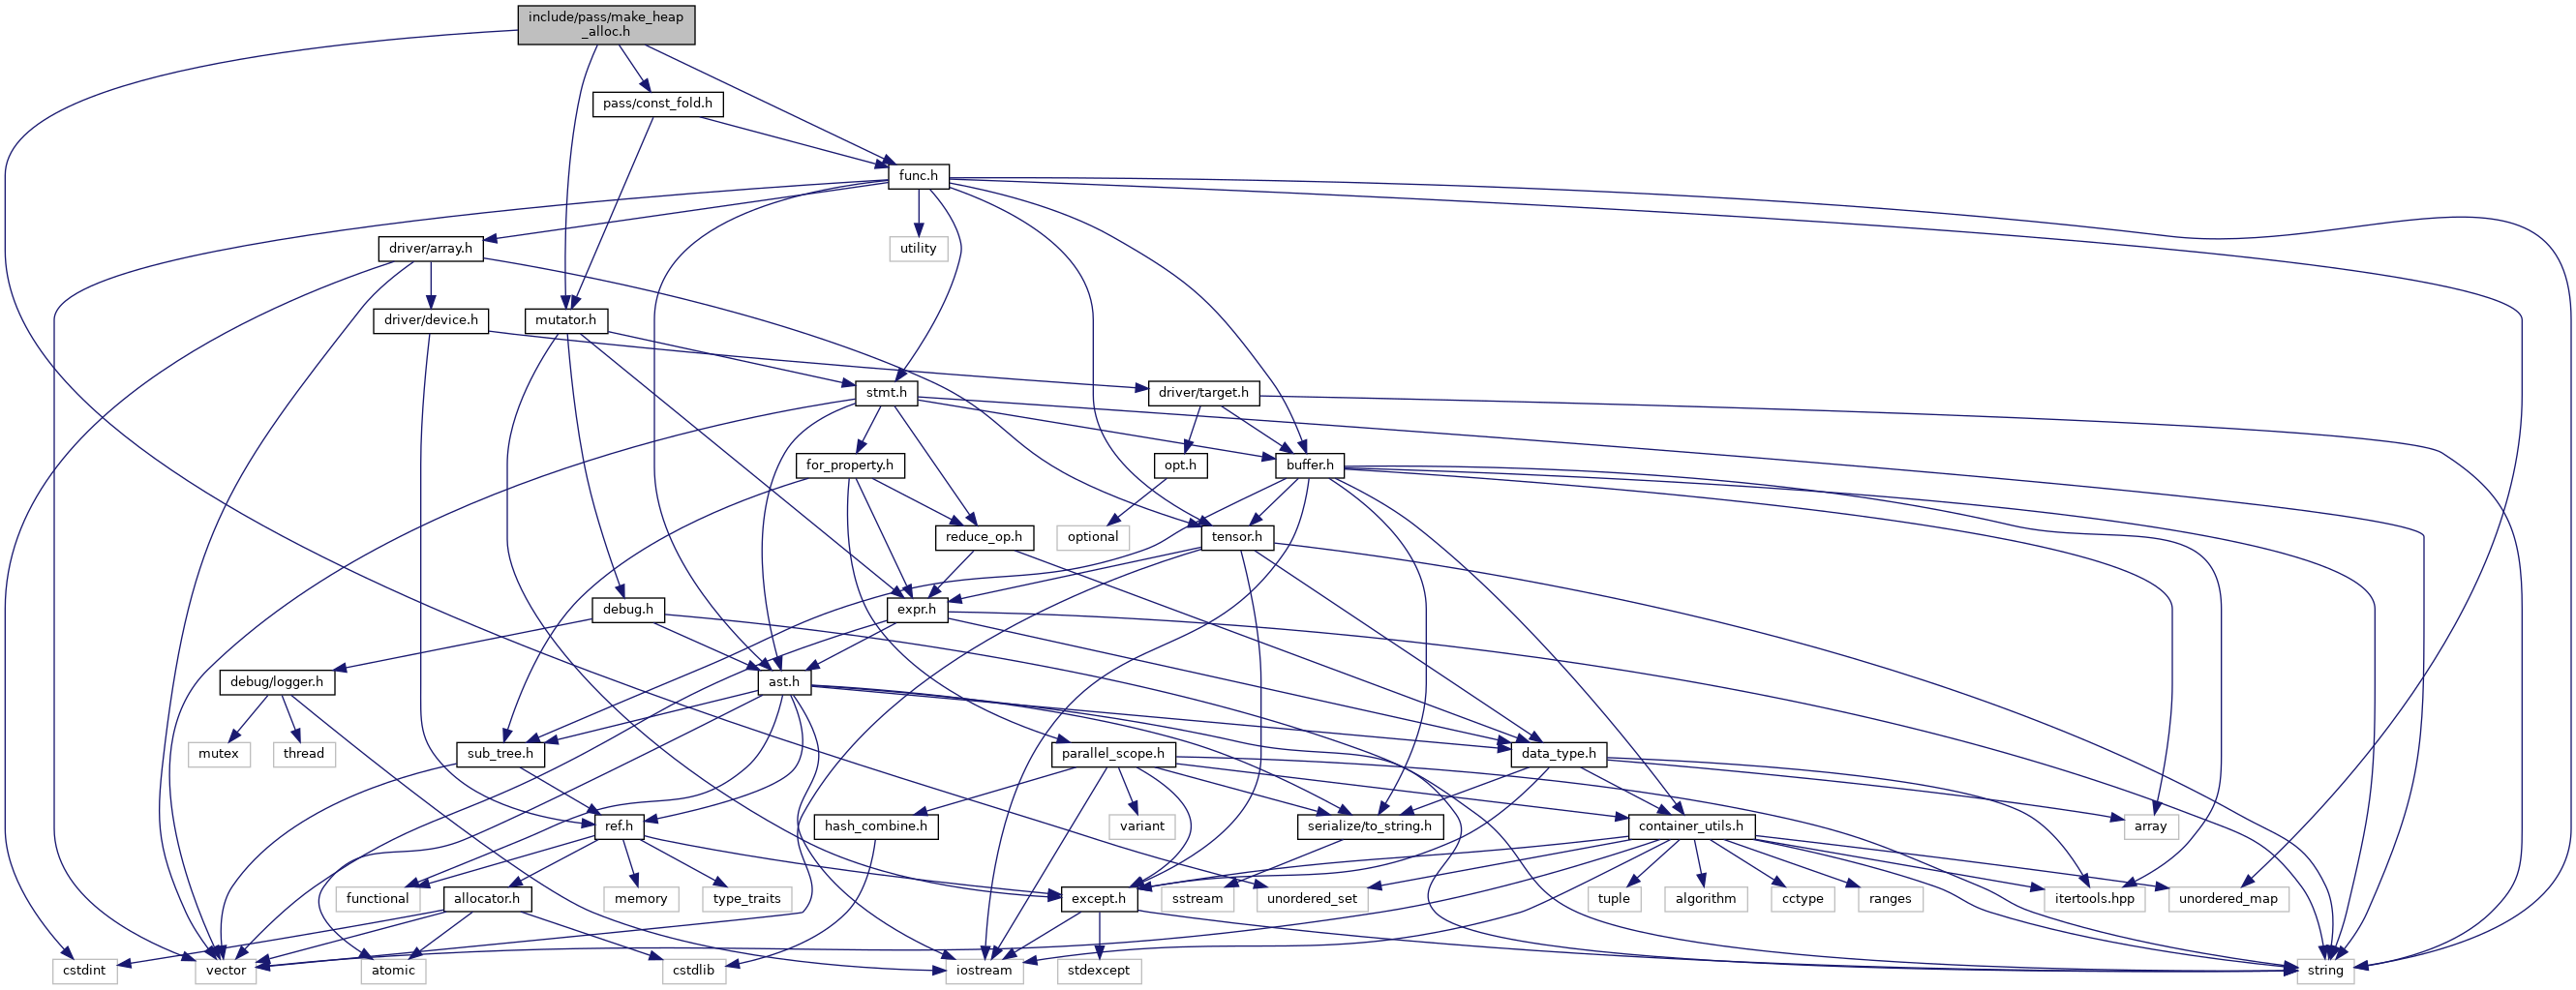 include/pass/make_heap
_alloc.h
pass/const_fold.h
func.h
driver/array.h
utility
driver/device.h
mutator.h
stmt.h
driver/target.h
for_property.h
opt.h
buffer.h
reduce_op.h
optional
tensor.h
debug.h
expr.h
debug/logger.h
ast.h
mutex
thread
sub_tree.h
parallel_scope.h
data_type.h
ref.h
hash_combine.h
variant
serialize/to_string.h
container_utils.h
array
functional
allocator.h
memory
type_traits
except.h
sstream
unordered_set
tuple
algorithm
cctype
ranges
itertools.hpp
unordered_map
cstdint
vector
atomic
cstdlib
iostream
stdexcept
string